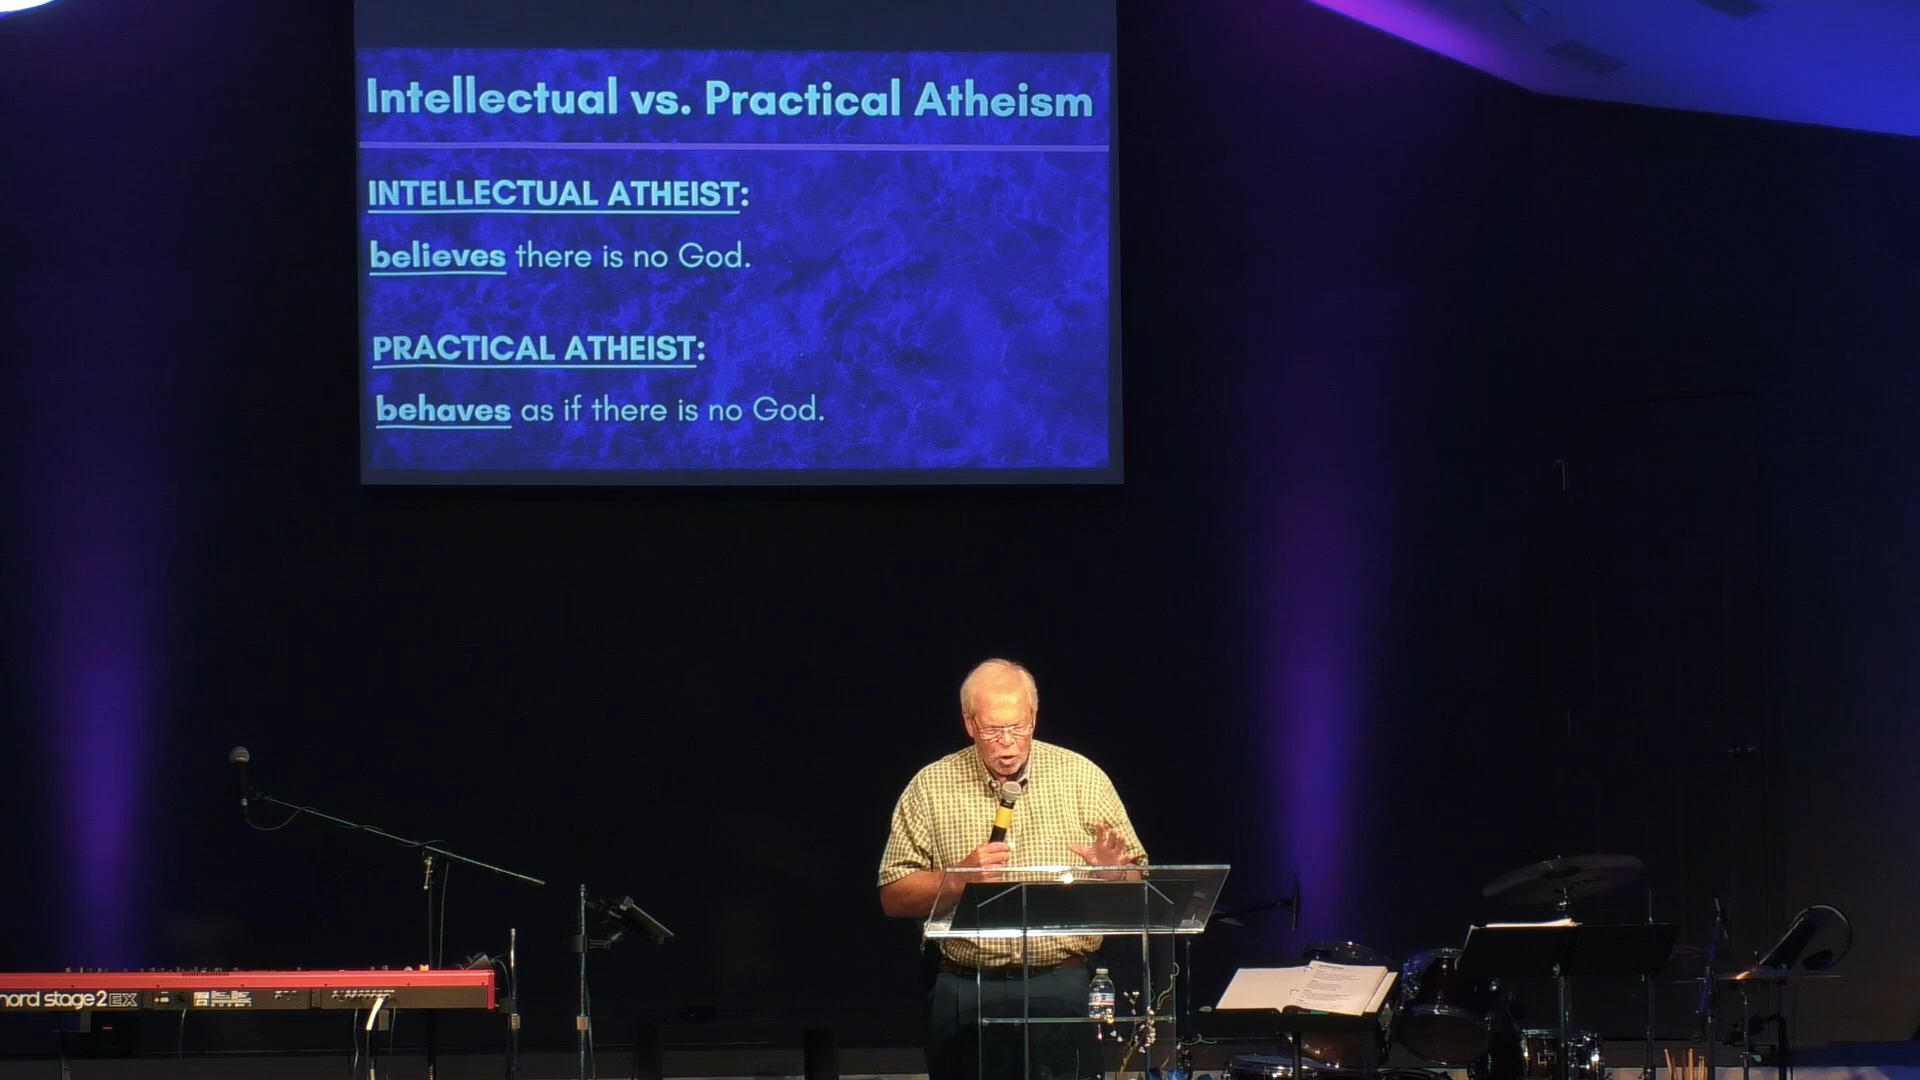 Intellectual vs. Practical Atheism
INTELLECTUAL ATHEIST:
believes there is no God.
PRACTICAL ATHEIST:
behaves as if there is no God.
nord stage 2 EX